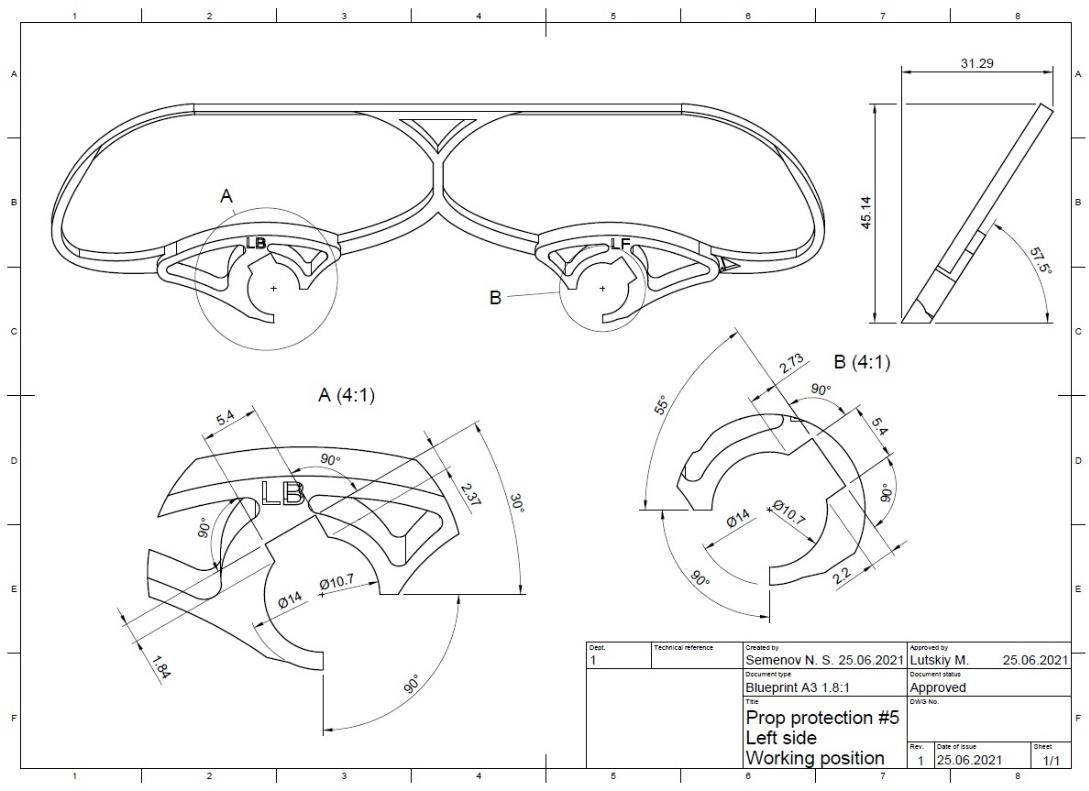 1 2 3 4 5 6 7 8
A A
B B
C C
D D
E E
F F
31.29
45.14
57.5°
A
LB
LF
B
A (4:1)
5.4
90°
LB
2.37
30°
90°
Ø10.7
Ø14
1.84
90°
B (4:1)
2.73
90°
55°
5.4
90°
Ø14
Ø10.7
90°
2.2
Dept. Technical reference Created by Approved by
1 Semenov N. S. 25.06.2021 Lutskiy M. 25.06.2021
Document type Document status
Blueprint A3 1.8:1 Approved
Title DWG No.
Prop protection #5
Left side
Working position
Rev. Date of issue Sheet
1 25.06.2021 1/1
1 2 3 4 5 6 7 8